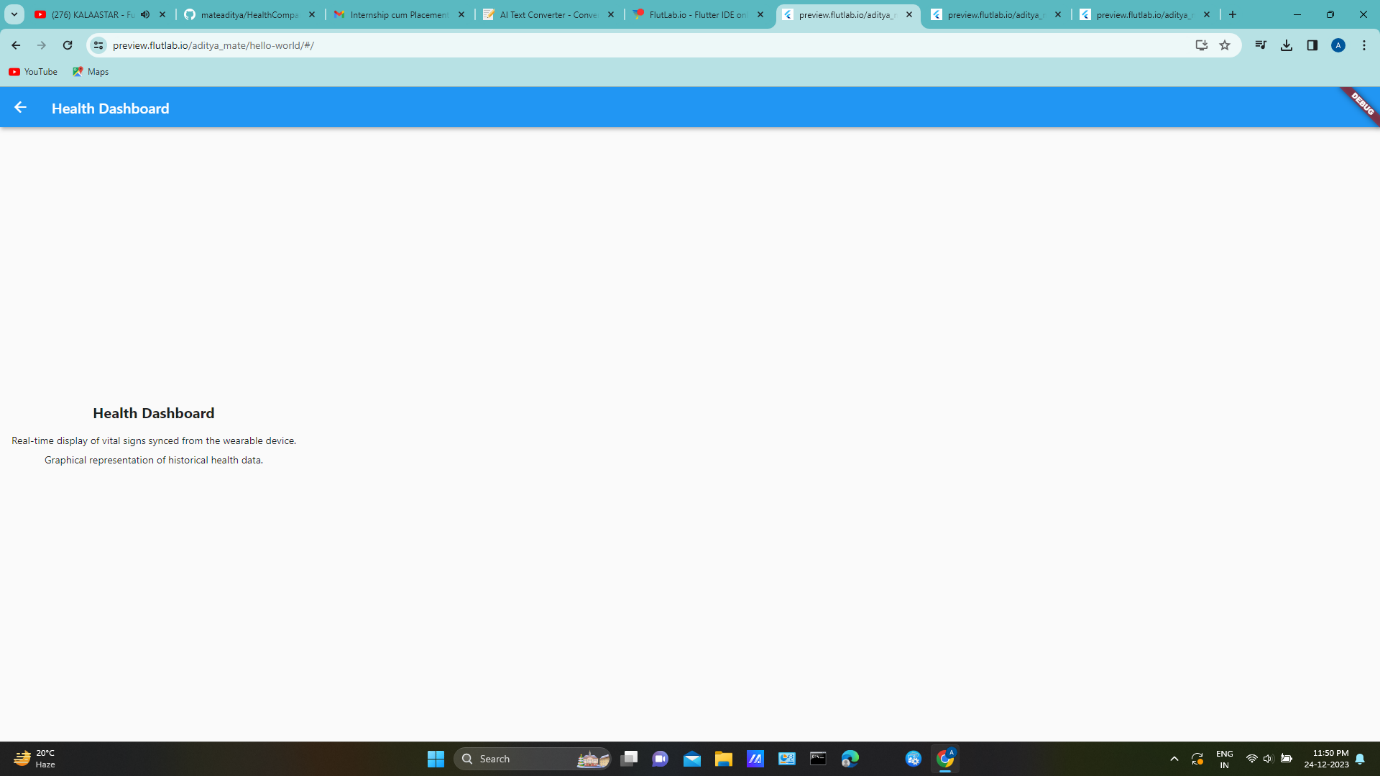 (276) KALAASTAR - Fu
mateaditya/HealthCompa
Internship cum Placement
AI Text Converter - Conve
FlutLab.io - Flutter IDE on
preview.flutlab.io/aditya_
preview.flutlab.io/aditya_
preview.flutlab.io/aditya_
preview.flutlab.io/aditya_mate/hello-world/#/
A
YouTube
Maps
Health Dashboard
DEBUG
Health Dashboard
Real-time display of vital signs synced from the wearable device.
Graphical representation of historical health data.
20°C
Haze
Search
A
ENG
IN
11:50 PM
24-12-2023